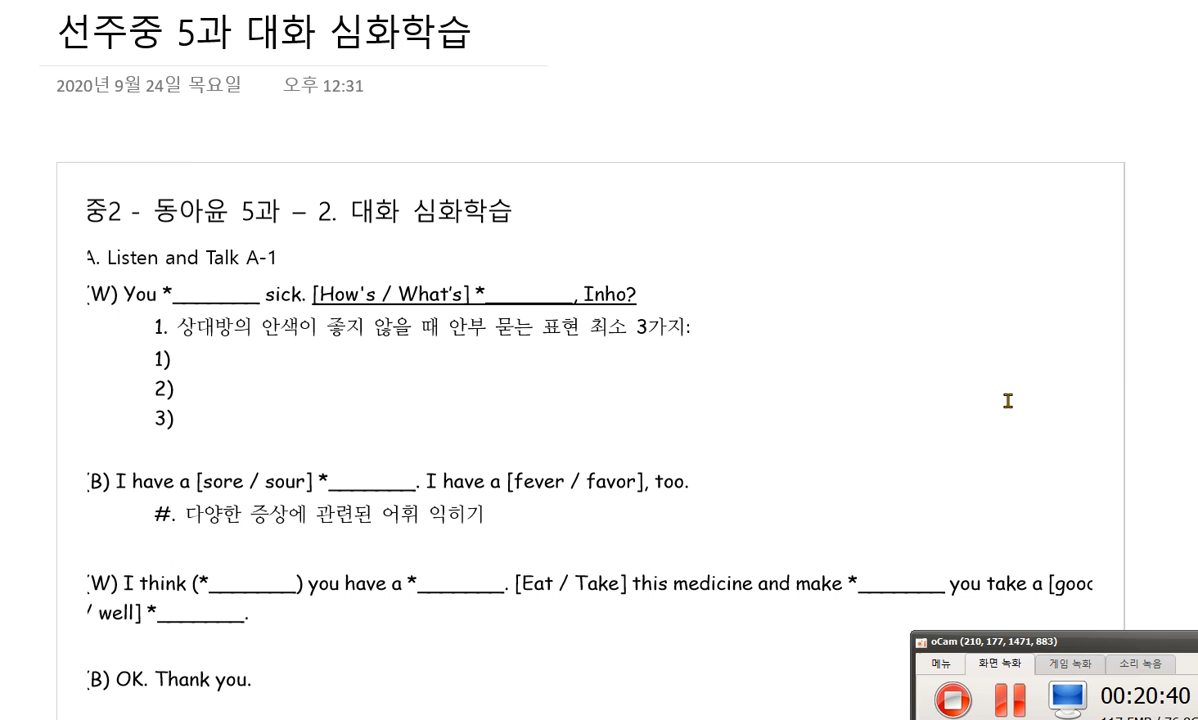 선주중 5과 대화 심화학습
2020년 9월 24일 목요일 오후 12:31
중2 - 동아윤 5과 – 2. 대화 심화학습
A. Listen and Talk A-1
W) You *________ sick. [How's / What's] *________, Inho?
1. 상대방의 안색이 좋지 않을 때 안부 묻는 표현 최소 3가지:
1)
2)
3)
B) I have a [sore / sour] *________. I have a [fever / favor], too.
#. 다양한 증상에 관련된 어휘 익히기
W) I think (*________) you have a *________. [Eat / Take] this medicine and make *________ you take a [good
/ well] *________.
B) OK. Thank you.
oCam (210, 177, 1471, 883)
메뉴 화면 녹화 게임 녹화 소리 녹음
00:20:40